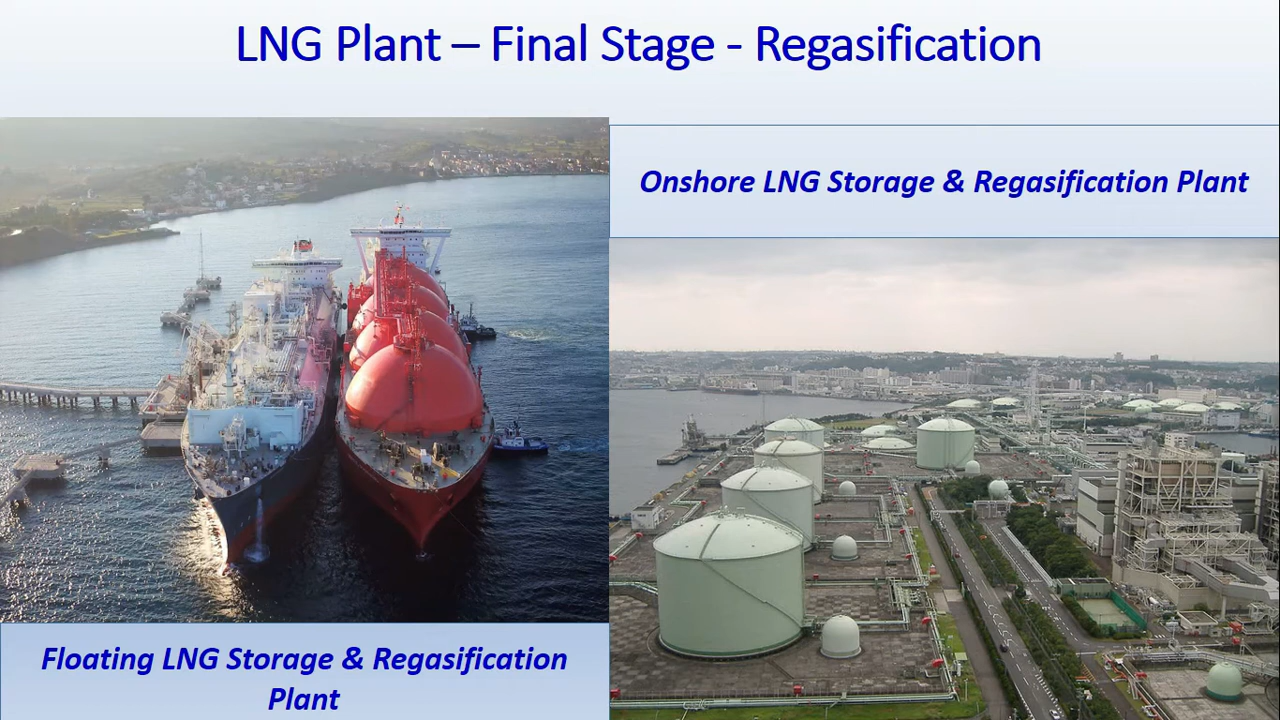 LNG Plant – Final Stage - Regasification
Onshore LNG Storage & Regasification Plant
Floating LNG Storage & Regasification
Plant